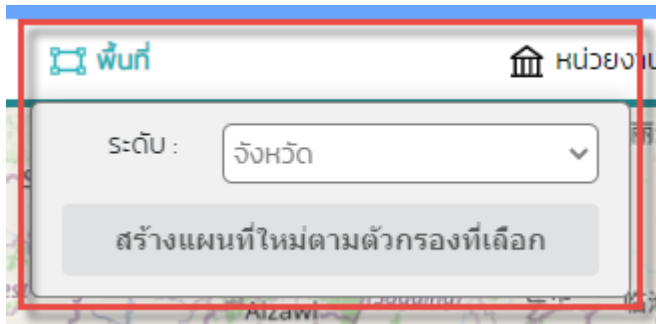 พื้นที่ หน่วยงาน
ระดับ : จังหวัด
สร้างแผนที่ใหม่ตามตัวกรองที่เลือก
Aizawl